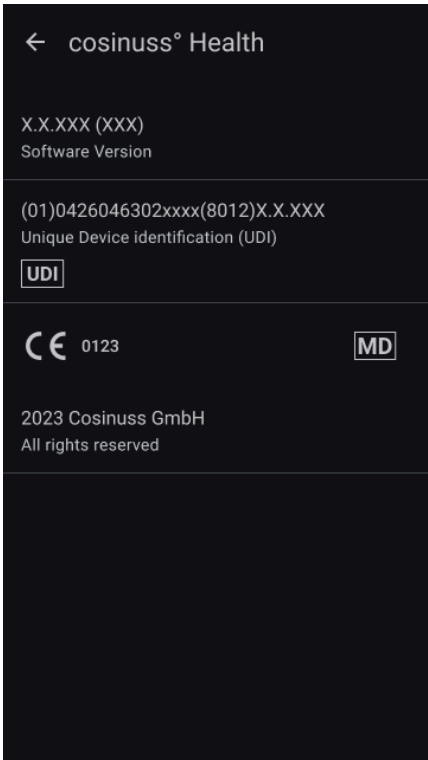 ← cosinuss° Health
X.X.XXX (XXX)
Software Version
(01)0426046302xxxx(8012)X.X.XXX
Unique Device identification (UDI)
UDI
CE 0123 MD
2023 Cosinuss GmbH
All rights reserved